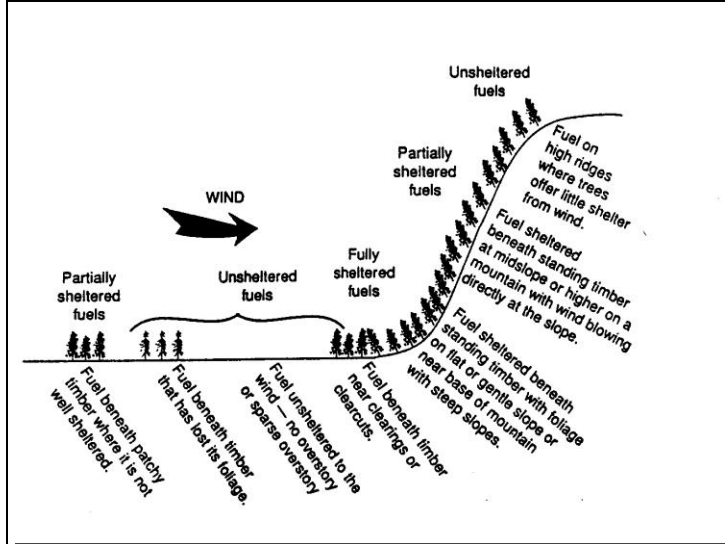 Unsheltered
fuels
Partially
sheltered
fuels
WIND
Fully
sheltered
fuels
Unsheltered
fuels
Partially
sheltered
fuels
Fuel on
high ridges
where trees
offer little shelter
from wind.
Fuel sheltered
beneath standing timber
at midslope or higher on a
mountain with wind blowing
directly at the slope.
Fuel sheltered beneath
standing timber with foliage
on flat or gentle slope or
near base of mountain
with steep slopes.
Fuel beneath timber
near clearings or
clearcuts.
Fuel unsheltered to the
wind — no overstory
or sparse overstory
Fuel beneath timber
that has lost its foliage.
Fuel beneath patchy
timber where it is not
well sheltered.